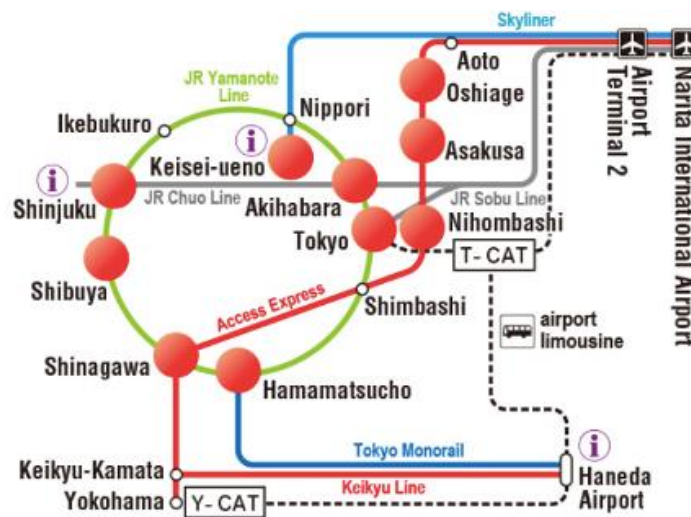 Skyliner
Aoto
Oshiage
Airport
Terminal 2
Narita International Airport
JR Yamanote
Line
Nippori
Ikebukuro
i
Keisei-ueno
Asakusa
i
Shinjuku
JR Chuo Line
Akihabara
JR Sobu Line
Tokyo
Nihombashi
T- CAT
Shibuya
Access Express
Shimbashi
airport
limousine
Shinagawa
Hamamatsucho
Tokyo Monorail
i
Keikyu-Kamata
Keikyu Line
Haneda
Airport
Yokohama
Y- CAT